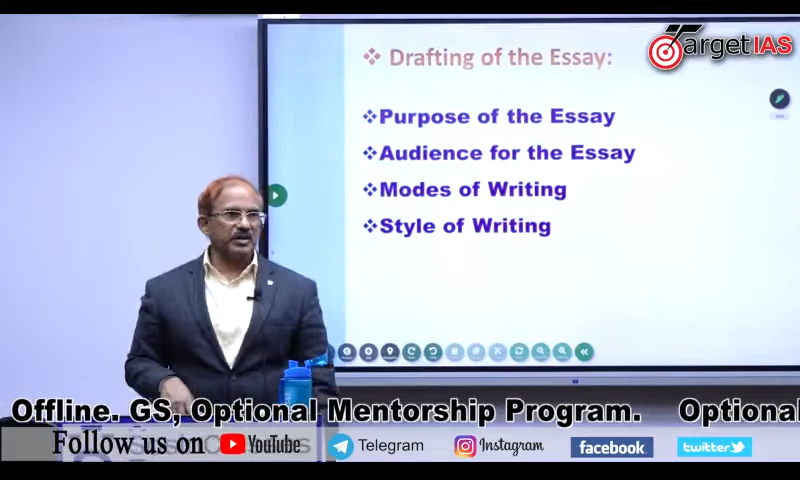 Target IAS
❖ Drafting of the Essay:
❖Purpose of the Essay
❖Audience for the Essay
❖Modes of Writing
❖Style of Writing
Offline. GS, Optional Mentorship Program. Optional
Follow us on YouTube Telegram Instagram facebook twitter